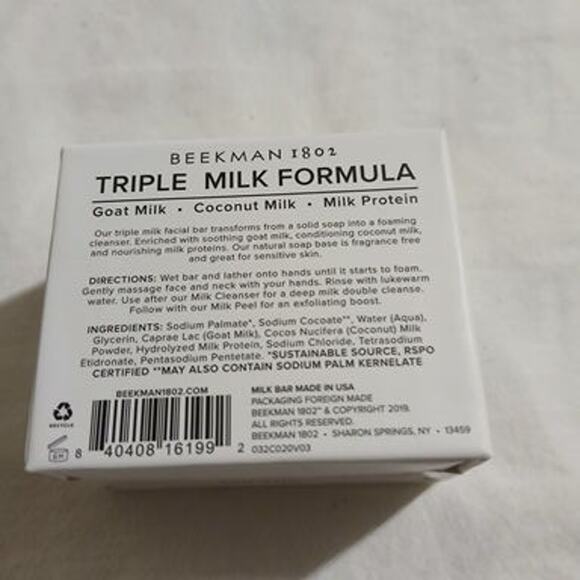 BEEKMAN 1802
TRIPLE MILK FORMULA
Goat Milk • Coconut Milk • Milk Protein
Our triple milk facial bar transforms from a solid soap into a foaming
cleanser. Enriched with soothing goat milk, conditioning coconut milk,
and nourishing milk proteins. Our natural soap base is fragrance free
and great for sensitive skin.
DIRECTIONS: Wet bar and lather onto hands until it starts to foam.
Gently massage face and neck with your hands. Rinse with lukewarm
water. Use after our Milk Cleanser for a deep milk double cleanse.
Follow with our Milk Peel for an exfoliating boost.
INGREDIENTS: Sodium Palmate*, Sodium Cocoate**, Water (Aqua),
Glycerin, Caprae Lac (Goat Milk), Cocos Nucifera (Coconut) Milk
Powder, Hydrolyzed Milk Protein, Sodium Chloride, Tetrasodium
Etidronate, Pentasodium Pentetate. *SUSTAINABLE SOURCE, RSPO
CERTIFIED **MAY ALSO CONTAIN SODIUM PALM KERNELATE
BEEKMAN1802.COM
RECYCLE
8 40408 16199 2
MILK BAR MADE IN USA
PACKAGING FOREIGN MADE
BEEKMAN 1802™ & COPYRIGHT 2019.
ALL RIGHTS RESERVED.
BEEKMAN 1802 • SHARON SPRINGS, NY • 13459
032C020V03